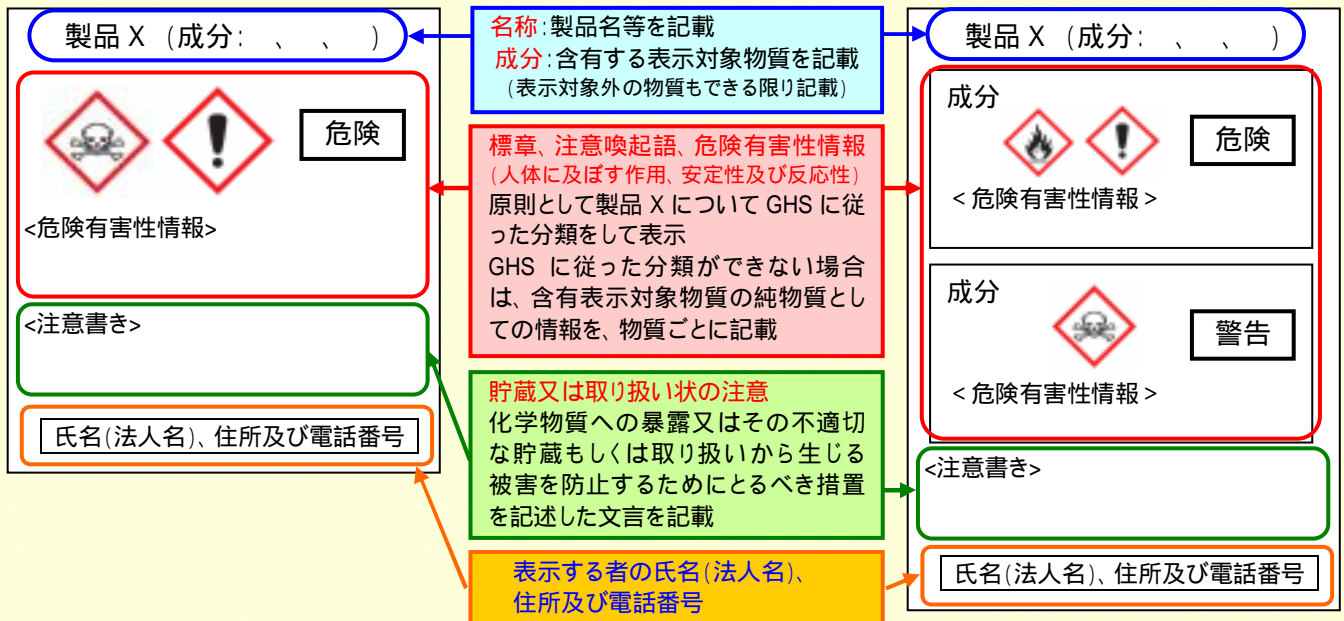 製品 X (成分: 、 、 )
危険
<危険有害性情報>
<注意書き>
氏名(法人名)、住所及び電話番号
名称:製品名等を記載
成分:含有する表示対象物質を記載
(表示対象外の物質もできる限り記載)
標章、注意喚起語、危険有害性情報
(人体に及ぼす作用、安定性及び反応性)
原則として製品 X について GHS に従
った分類をして表示
GHS に従った分類ができない場合
は、含有表示対象物質の純物質とし
ての情報を、物質ごとに記載
貯蔵又は取り扱い状の注意
化学物質への暴露又はその不適切
な貯蔵もしくは取り扱いから生じる
被害を防止するためにとるべき措置
を記述した文言を記載
表示する者の氏名(法人名)、
住所及び電話番号
製品 X (成分: 、 、 )
成分
危険
<危険有害性情報>
成分
警告
<危険有害性情報>
<注意書き>
氏名(法人名)、住所及び電話番号